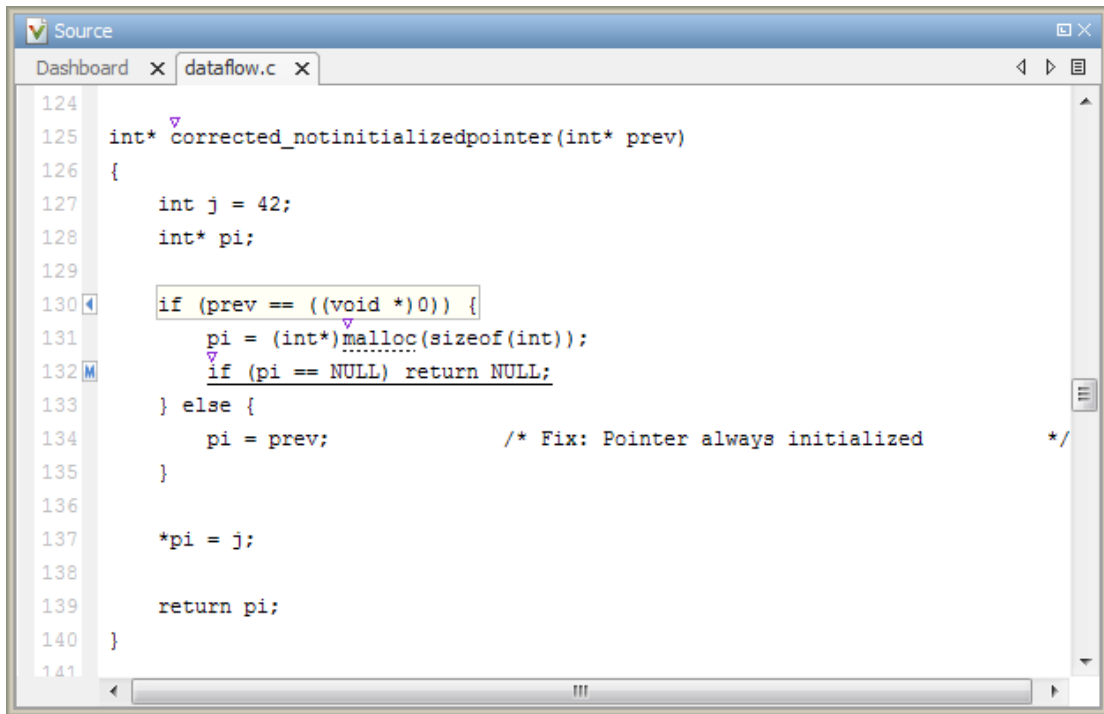 Source
Dashboard dataflow.c
124
125 int* corrected_notinitializedpointer(int* prev)
126 {
127 int j = 42;
128 int* pi;
129
130 if (prev == ((void *)0)) {
131 pi = (int*)malloc(sizeof(int));
132 M if (pi == NULL) return NULL;
133 } else {
134 pi = prev; /* Fix: Pointer always initialized */
135 }
136
137 *pi = j;
138
139 return pi;
140 }
141